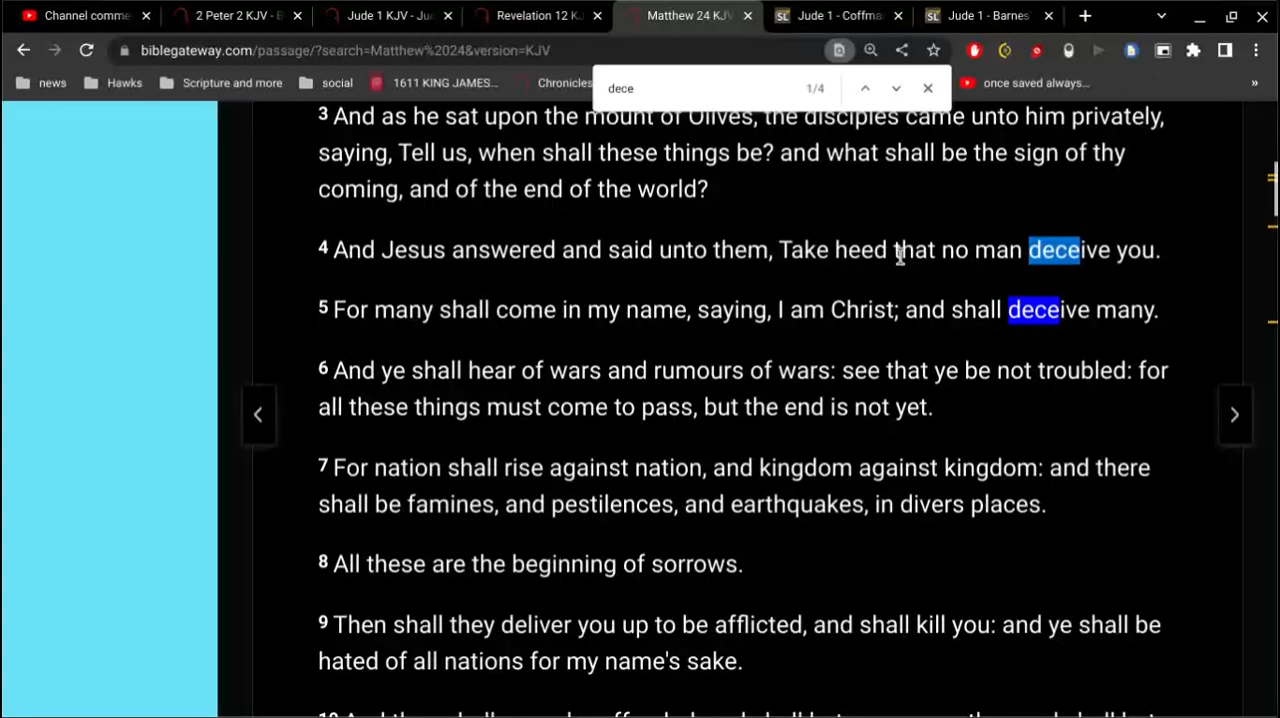 Channel comme
2 Peter 2 KJV - B
Jude 1 KJV - Ju
Revelation 12 KJ
Matthew 24 KJV
SL Jude 1 - Coffma
SL Jude 1 - Barnes'
biblegateway.com/passage/?search=Matthew%2024&version=KJV
news
Hawks
Scripture and more
social
1611 KING JAMES...
Chronicles
once saved always...
»
dece 1/4
3 And as he sat upon the mount of Olives, the disciples came unto him privately,
saying, Tell us, when shall these things be? and what shall be the sign of thy
coming, and of the end of the world?
4 And Jesus answered and said unto them, Take heed that no man deceive you.
5 For many shall come in my name, saying, I am Christ; and shall deceive many.
6 And ye shall hear of wars and rumours of wars: see that ye be not troubled: for
all these things must come to pass, but the end is not yet.
7 For nation shall rise against nation, and kingdom against kingdom: and there
shall be famines, and pestilences, and earthquakes, in divers places.
8 All these are the beginning of sorrows.
9 Then shall they deliver you up to be afflicted, and shall kill you: and ye shall be
hated of all nations for my name's sake.